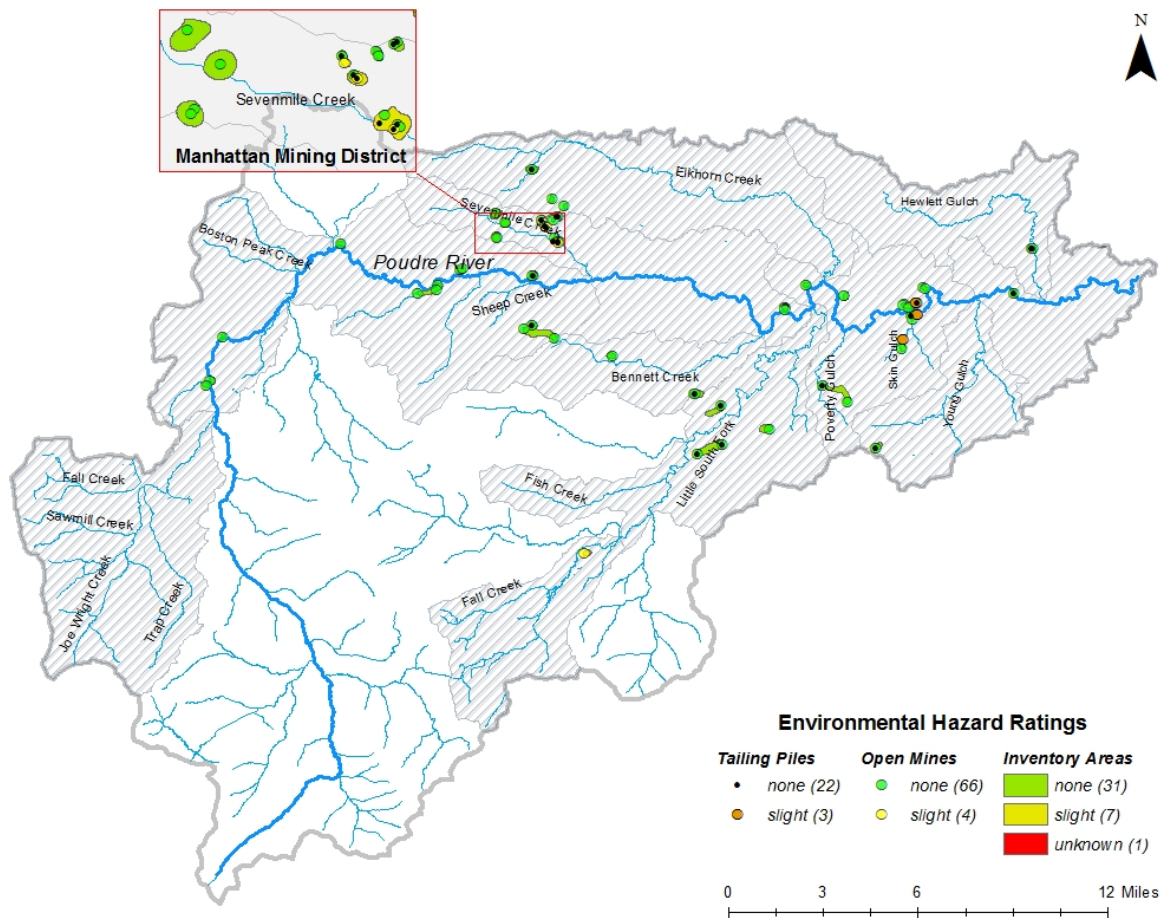 N
Sevenmile Creek
Manhattan Mining District
Elkhorn Creek
Hewlett Gulch
Sevenmile Creek
Boston Peak Creek
Poudre River
Sheep Creek
Bennett Creek
Poverty Gulch
Skin Gulch
Young Gulch
Little South Fork
Fish Creek
Fall Creek
Sawmill Creek
Joe Wright Creek
Trap Creek
Fall Creek
Environmental Hazard Ratings
Tailing Piles Open Mines Inventory Areas
none (22) none (66) none (31)
slight (3) slight (4) slight (7)
unknown (1)
0 3 6 12 Miles